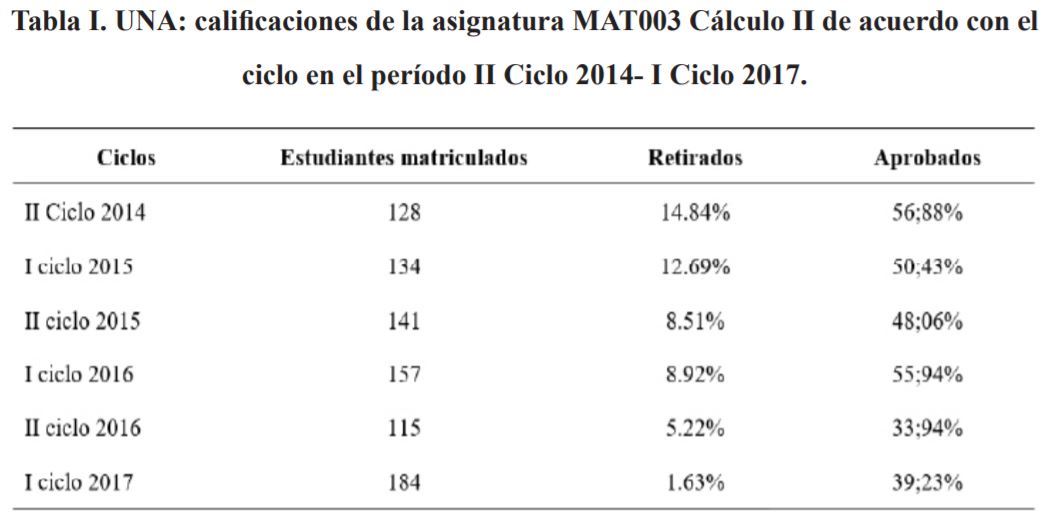 Tabla I. UNA: calificaciones de la asignatura MAT003 Cálculo II de acuerdo con el
ciclo en el período II Ciclo 2014- I Ciclo 2017.
Ciclos Estudiantes matriculados Retirados Aprobados
II Ciclo 2014 128 14.84% 56;88%
I ciclo 2015 134 12.69% 50;43%
II ciclo 2015 141 8.51% 48;06%
I ciclo 2016 157 8.92% 55;94%
II ciclo 2016 115 5.22% 33;94%
I ciclo 2017 184 1.63% 39;23%